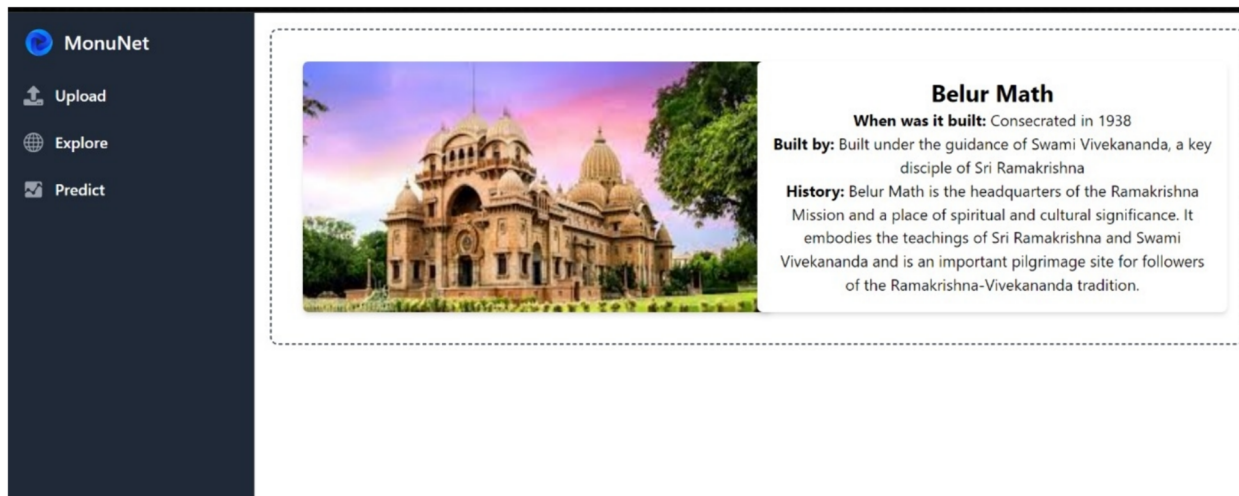 MonuNet
Upload
Explore
Predict
Belur Math
When was it built: Consecrated in 1938
Built by: Built under the guidance of Swami Vivekananda, a key
disciple of Sri Ramakrishna
History: Belur Math is the headquarters of the Ramakrishna
Mission and a place of spiritual and cultural significance. It
embodies the teachings of Sri Ramakrishna and Swami
Vivekananda and is an important pilgrimage site for followers
of the Ramakrishna-Vivekananda tradition.